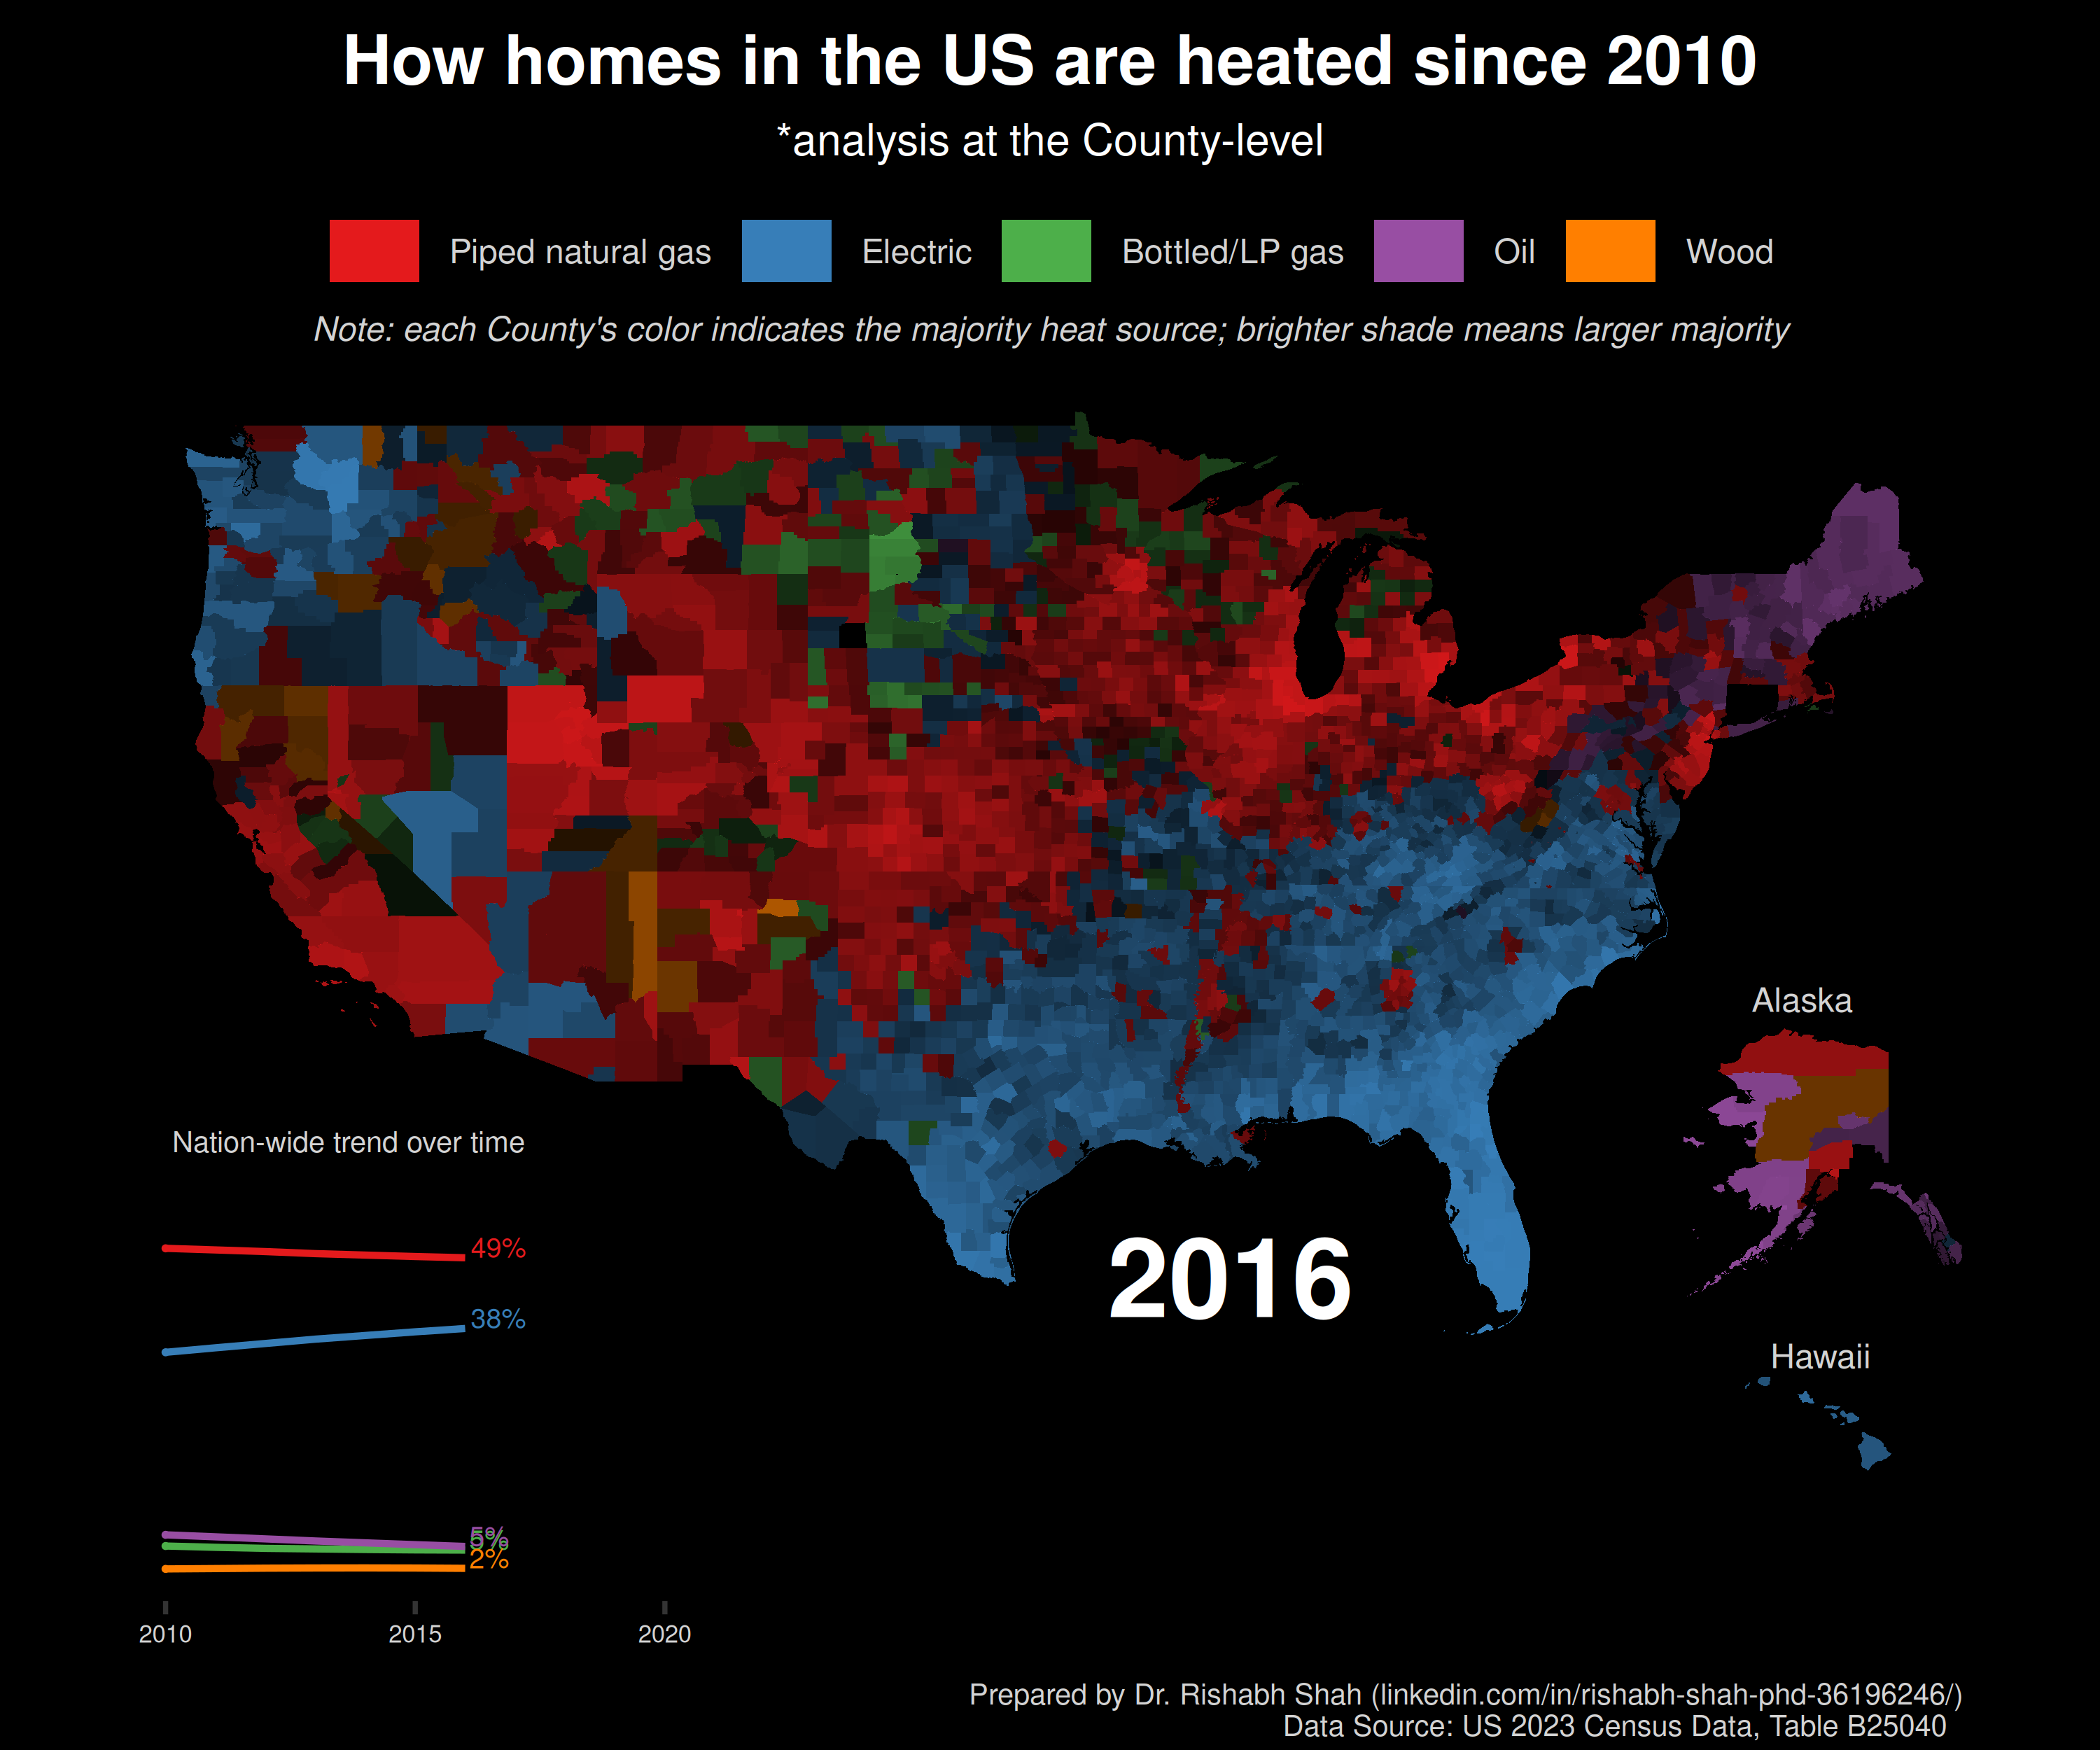 How homes in the US are heated since 2010
*analysis at the County-level
Piped natural gas Electric Bottled/LP gas Oil Wood
Note: each County's color indicates the majority heat source; brighter shade means larger majority
Alaska
Nation-wide trend over time
49%
2016
38%
Hawaii
5%
5%
2%
2010 2015 2020
Prepared by Dr. Rishabh Shah (linkedin.com/in/rishabh-shah-phd-36196246/)
Data Source: US 2023 Census Data, Table B25040